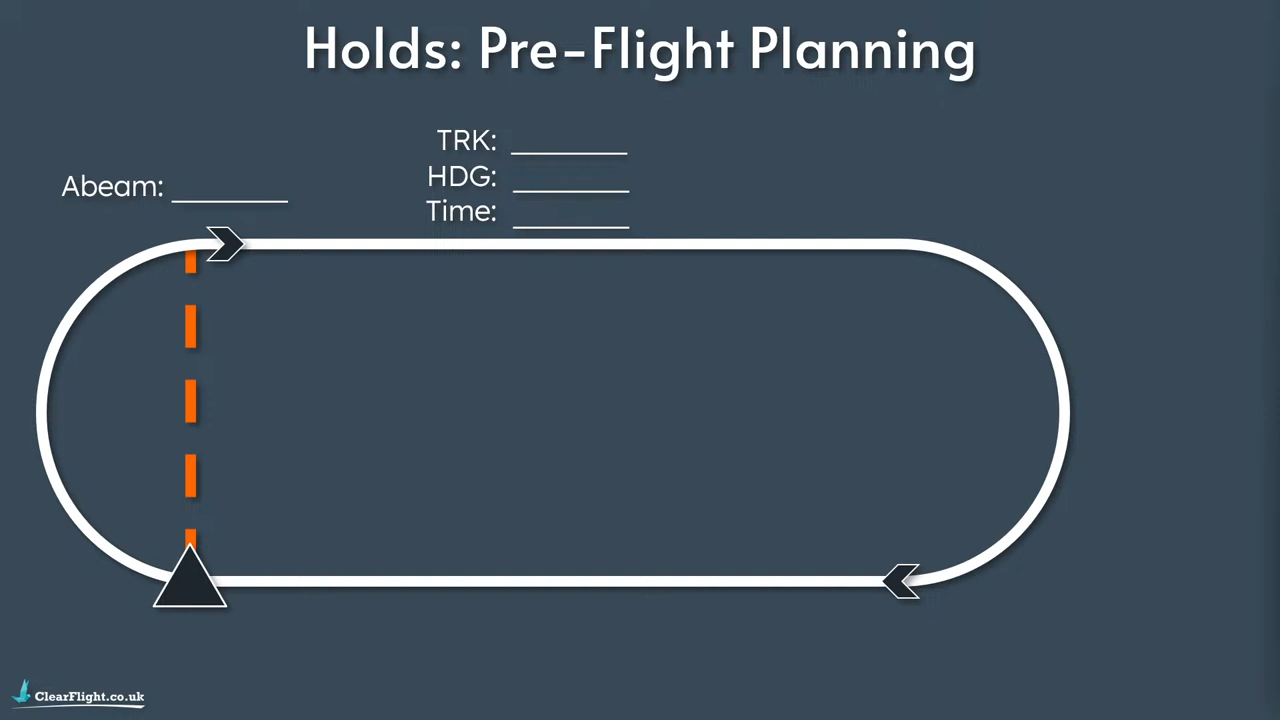 Holds: Pre-Flight Planning
TRK: ________
HDG: ________
Abeam: ________
Time: ________
ClearFlight.co.uk